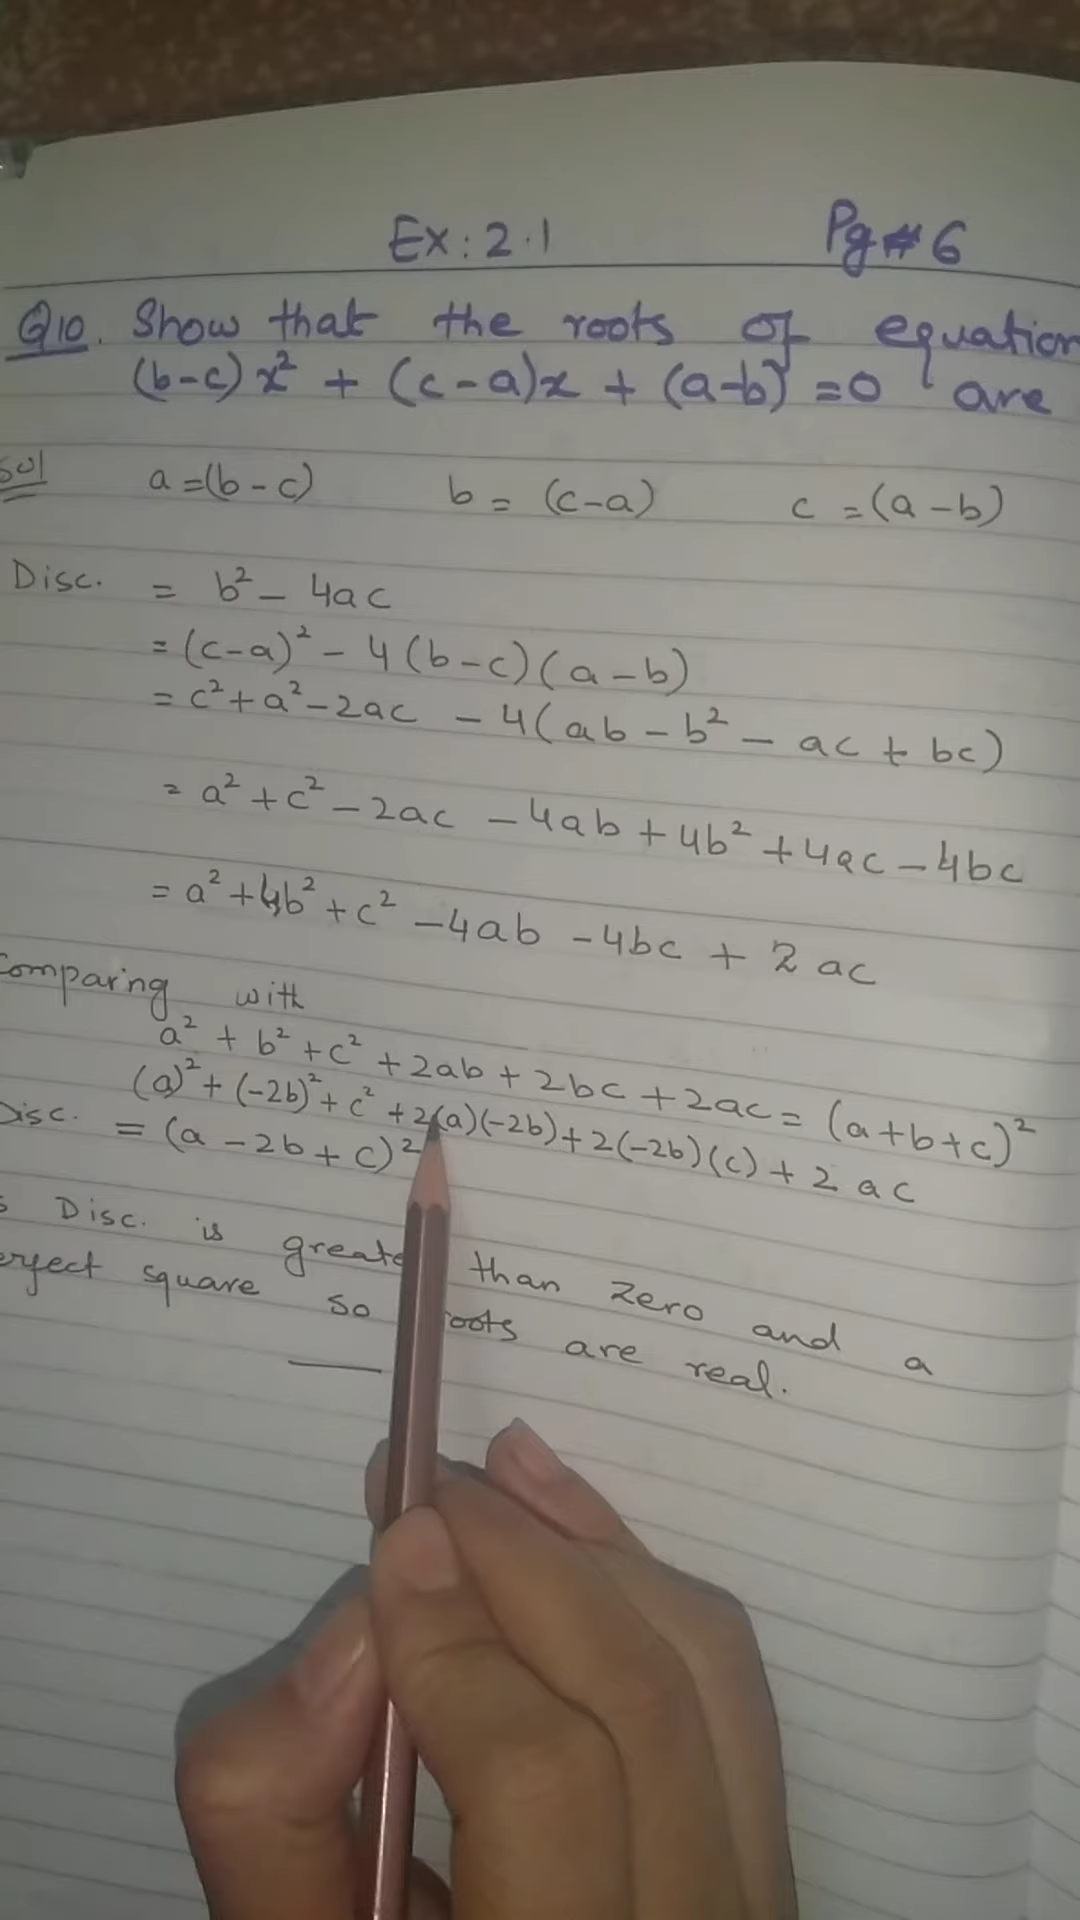 Ex: 2.1 Pg # 6
Q10. Show that the roots of equation
(b-c)x² + (c-a)x + (a-b) = 0 are
Sol a = (b-c) b = (c-a) c = (a-b)
Disc. = b² - 4ac
= (c-a)² - 4(b-c)(a-b)
= c² + a² - 2ac - 4(ab - b² - ac + bc)
= a² + c² - 2ac - 4ab + 4b² + 4ac - 4bc
= a² + 4b² + c² - 4ab - 4bc + 2ac
Comparing with
a² + b² + c² + 2ab + 2bc + 2ac = (a+b+c)²
(a)² + (-2b)² + c² + 2(a)(-2b) + 2(-2b)(c) + 2ac
Disc. = (a - 2b + c)²
Disc. is greate than zero and a
erfect square so oots are real.